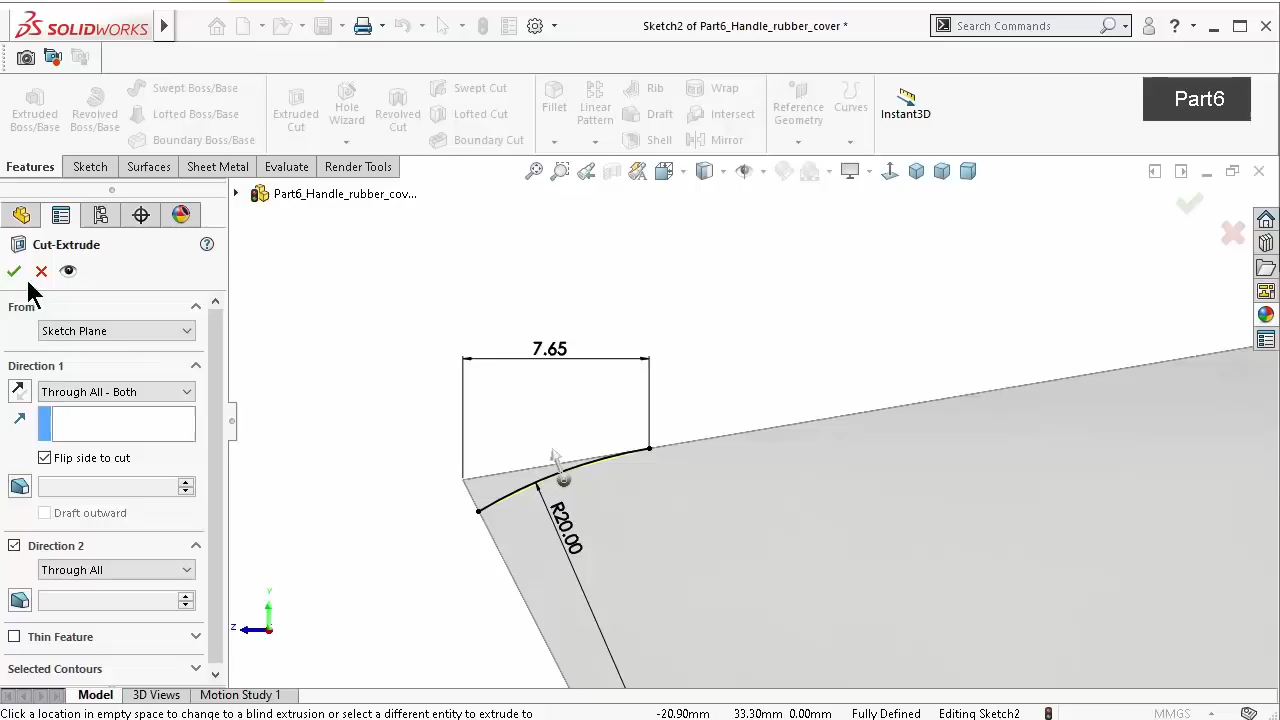 SOLIDWORKS
Sketch2 of Part6_Handle_rubber_cover *
Search Commands
Extruded Boss/Base
Revolved Boss/Base
Swept Boss/Base
Lofted Boss/Base
Boundary Boss/Base
Extruded Cut
Hole Wizard
Revolved Cut
Swept Cut
Lofted Cut
Boundary Cut
Fillet
Linear Pattern
Rib
Draft
Shell
Wrap
Intersect
Mirror
Reference Geometry
Curves
Instant3D
Part6
Features
Sketch
Surfaces
Sheet Metal
Evaluate
Render Tools
Part6_Handle_rubber_cov...
Cut-Extrude
From
Sketch Plane
Direction 1
Through All - Both
Flip side to cut
Draft outward
Direction 2
Through All
Thin Feature
Selected Contours
7.65
R20.00
Y
Z
Model
3D Views
Motion Study 1
Click a location in empty space to change to a blind extrusion or select a different entity to extrude to
-20.90mm
33.30mm 0.00mm
Fully Defined
Editing Sketch2
MMGS